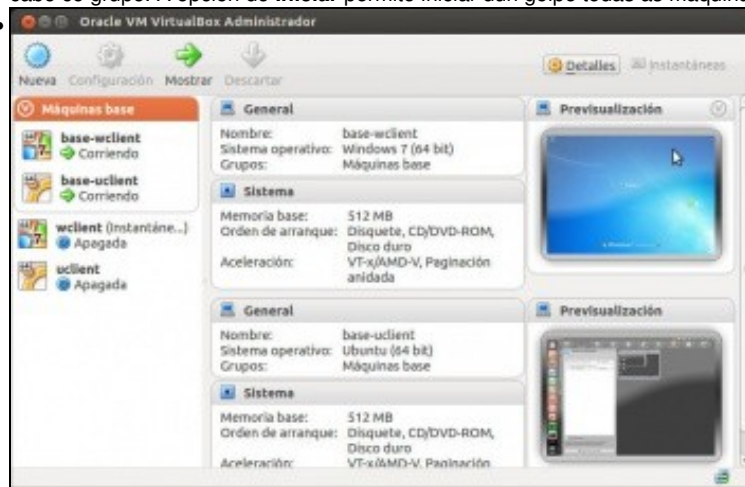 Oracle VM VirtualBox Administrador
Nueva Configuración Mostrar Descartar
Detalles Instantáneas
Máquinas base
base-wclient
Corriendo
base-uclient
Corriendo
wclient (Instantáne...)
Apagada
uclient
Apagada
General
Nombre: base-wclient
Sistema operativo: Windows 7 (64 bit)
Grupos: Máquinas base
Sistema
Memoria base: 512 MB
Orden de arranque: Disquete, CD/DVD-ROM,
Disco duro
Aceleración: VT-x/AMD-V, Paginación
anidada
Previsualización
General
Nombre: base-uclient
Sistema operativo: Ubuntu (64 bit)
Grupos: Máquinas base
Sistema
Memoria base: 512 MB
Orden de arranque: Disquete, CD/DVD-ROM,
Disco duro
Aceleración: VT-x/AMD-V, Paginación
Previsualización